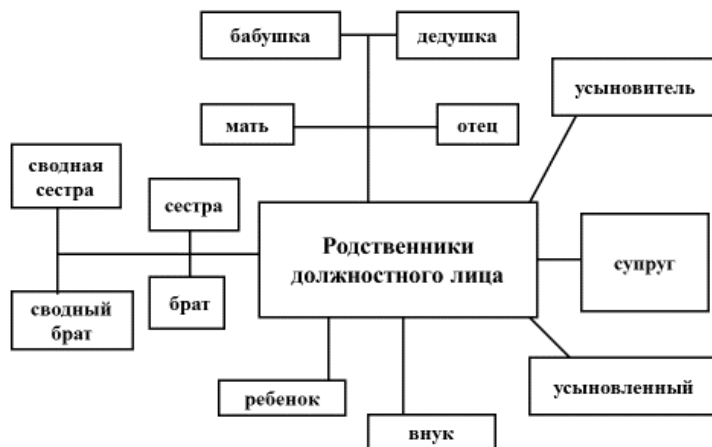 бабушка
дедушка
усыновитель
мать
отец
сводная
сестра
сестра
Родственники
должностного лица
супруг
сводный
брат
брат
ребенок
усыновленный
внук